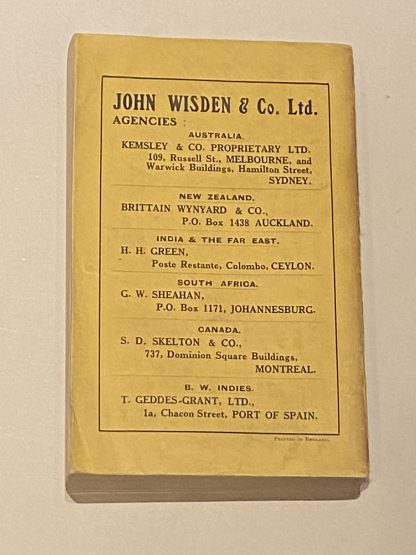 JOHN WISDEN & Co. Ltd.
AGENCIES :
AUSTRALIA.
KEMSLEY & CO. PROPRIETARY LTD.
109, Russell St., MELBOURNE, and
Warwick Buildings, Hamilton Street,
SYDNEY.
NEW ZEALAND.
BRITTAIN WYNYARD & CO.,
P.O. Box 1438 AUCKLAND.
INDIA & THE FAR EAST.
H. H. GREEN,
Poste Restante, Colombo, CEYLON.
SOUTH AFRICA.
G. W. SHEAHAN,
P.O. Box 1171, JOHANNESBURG.
CANADA.
S. D. SKELTON & CO.,
737, Dominion Square Buildings,
MONTREAL.
B. W. INDIES.
T. GEDDES-GRANT, LTD.,
1a, Chacon Street, PORT OF SPAIN.
PRINTED IN ENGLAND.